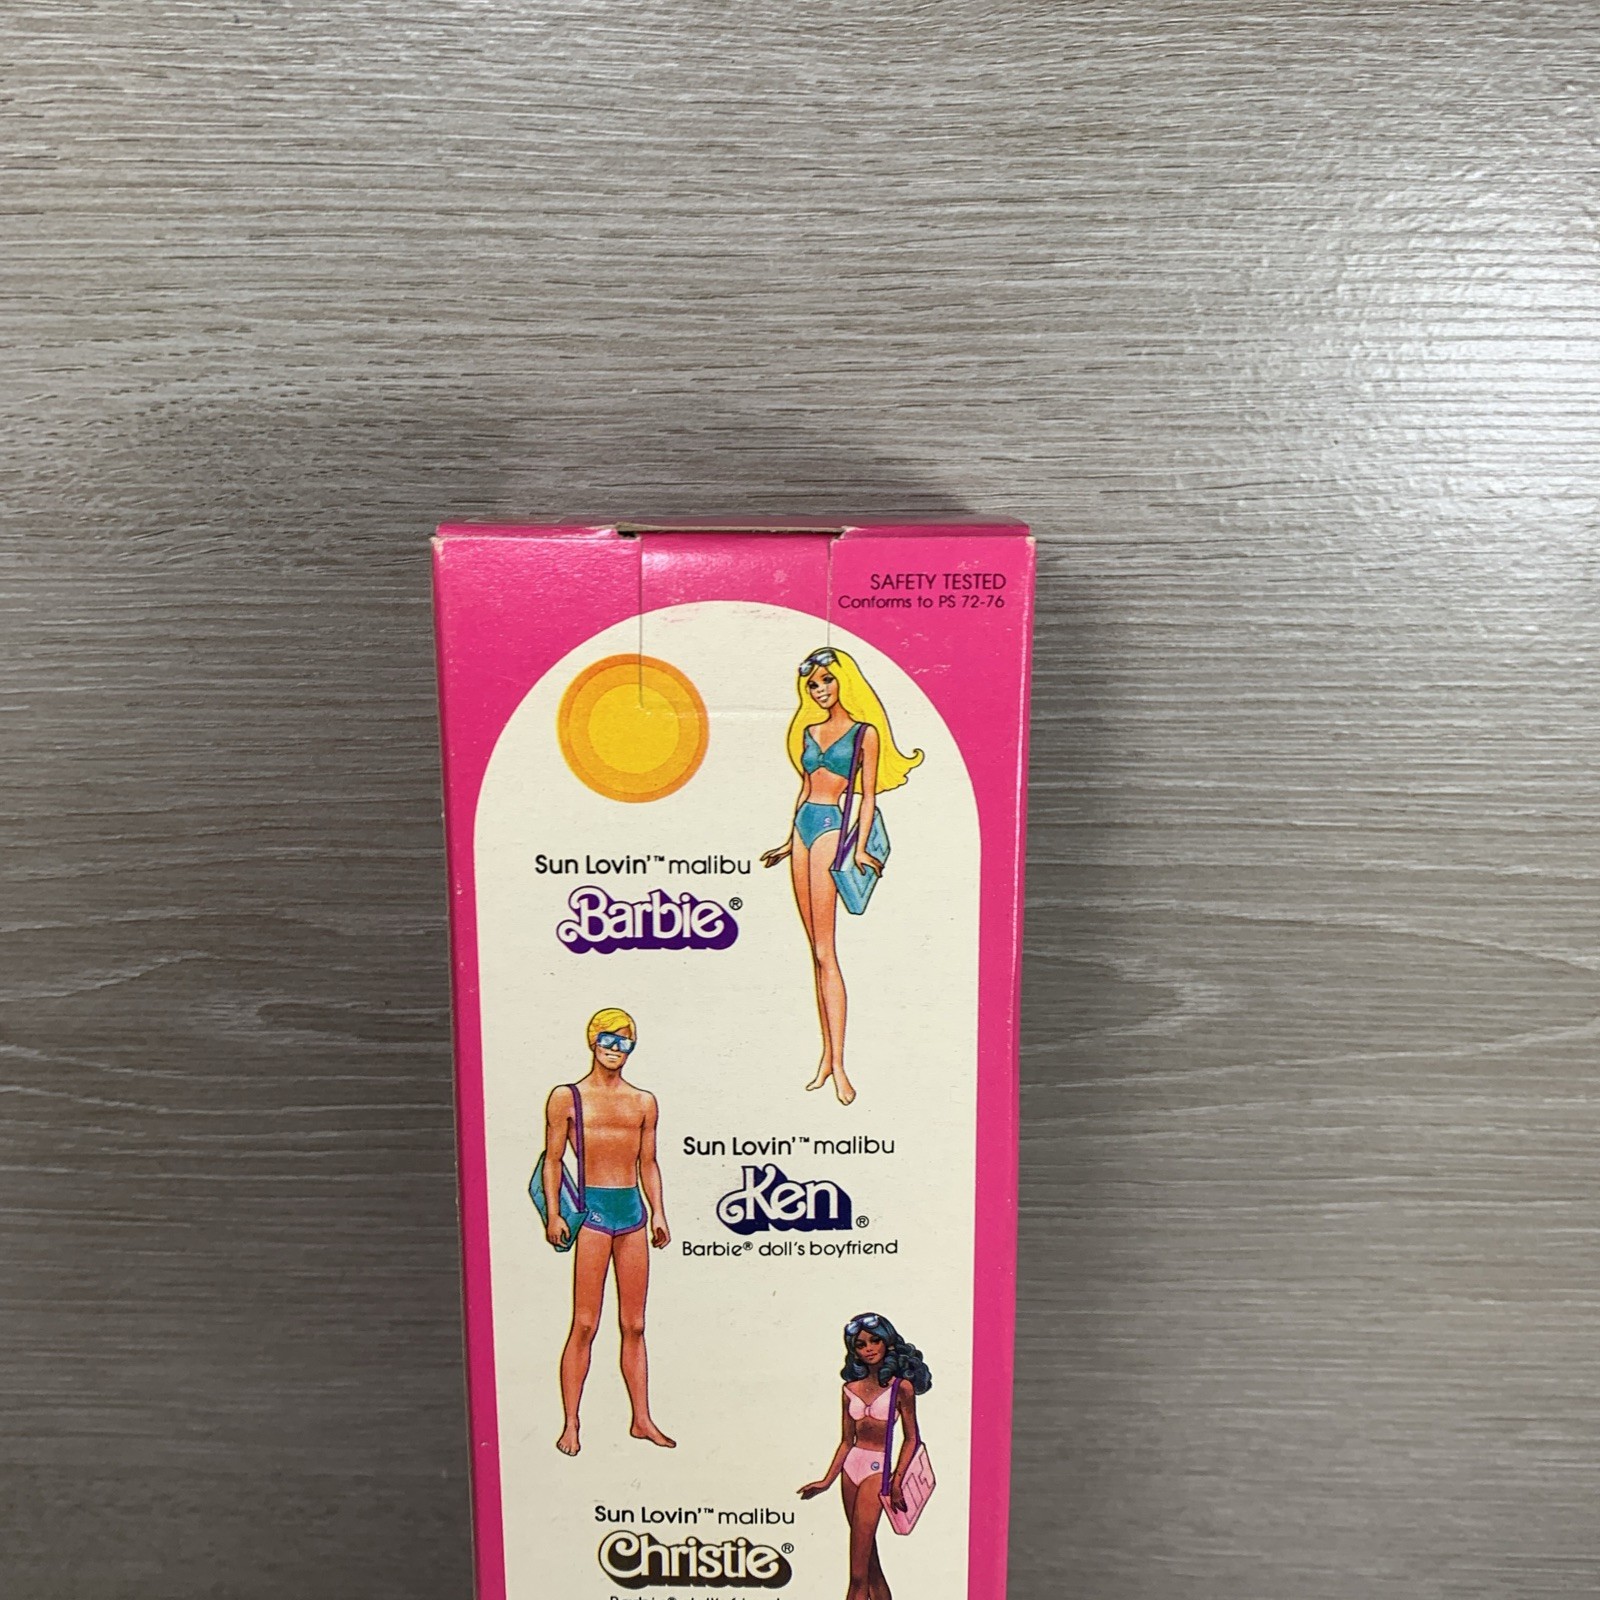 SAFETY TESTED
Conforms to PS 72-76
Sun Lovin'™ malibu
Barbie®
Sun Lovin'™ malibu
Ken®
Barbie® doll's boyfriend
Sun Lovin'™ malibu
Christie®